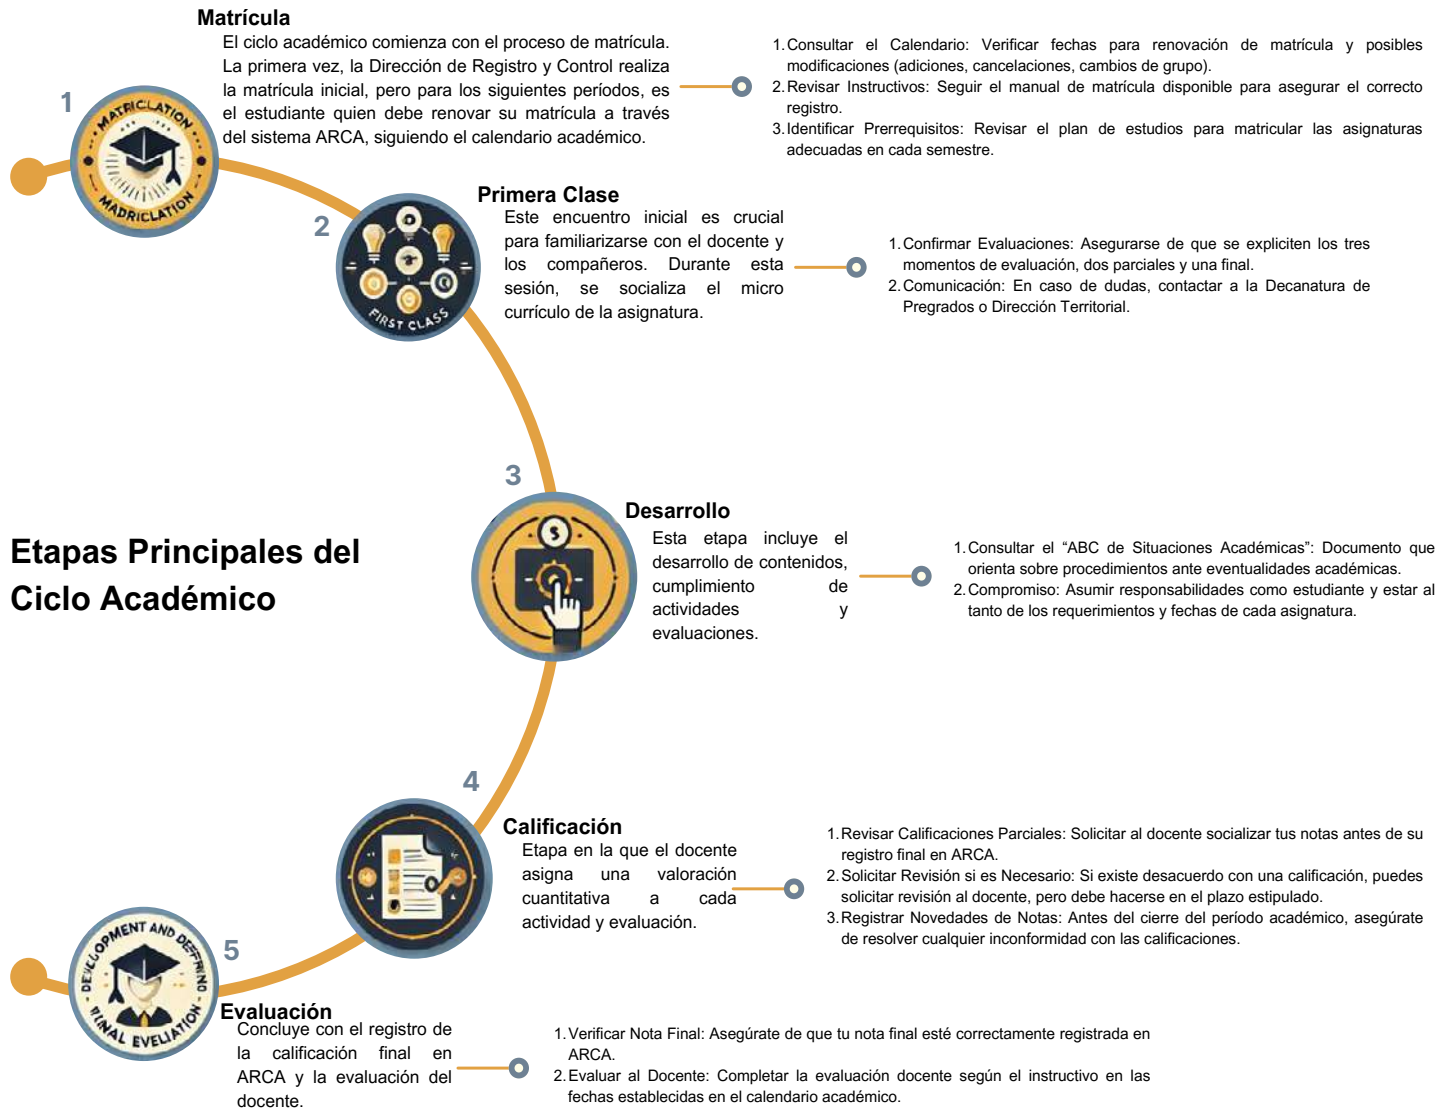 Matrícula
El ciclo académico comienza con el proceso de matrícula.
La primera vez, la Dirección de Registro y Control realiza
la matrícula inicial, pero para los siguientes períodos, es
el estudiante quien debe renovar su matrícula a través
del sistema ARCA, siguiendo el calendario académico.
1.Consultar el Calendario: Verificar fechas para renovación de matrícula y posibles
modificaciones (adiciones, cancelaciones, cambios de grupo).
2.Revisar Instructivos: Seguir el manual de matrícula disponible para asegurar el correcto
registro.
3.Identificar Prerrequisitos: Revisar el plan de estudios para matricular las asignaturas
adecuadas en cada semestre.
1
MATRICLATION
MADRICLATION
2
FIRST CLASS
Primera Clase
Este encuentro inicial es crucial
para familiarizarse con el docente y
los compañeros. Durante esta
sesión, se socializa el micro
currículo de la asignatura.
1.Confirmar Evaluaciones: Asegurarse de que se expliciten los tres
momentos de evaluación, dos parciales y una final.
2.Comunicación: En caso de dudas, contactar a la Decanatura de
Pregrados o Dirección Territorial.
3
$
Desarrollo
Esta etapa incluye el
desarrollo de contenidos,
cumplimiento de
actividades y
evaluaciones.
1.Consultar el “ABC de Situaciones Académicas”: Documento que
orienta sobre procedimientos ante eventualidades académicas.
2.Compromiso: Asumir responsabilidades como estudiante y estar al
tanto de los requerimientos y fechas de cada asignatura.
Etapas Principales del
Ciclo Académico
4
Calificación
Etapa en la que el docente
asigna una valoración
cuantitativa a cada
actividad y evaluación.
1.Revisar Calificaciones Parciales: Solicitar al docente socializar tus notas antes de su
registro final en ARCA.
2.Solicitar Revisión si es Necesario: Si existe desacuerdo con una calificación, puedes
solicitar revisión al docente, pero debe hacerse en el plazo estipulado.
3.Registrar Novedades de Notas: Antes del cierre del período académico, asegúrate
de resolver cualquier inconformidad con las calificaciones.
5
DEVELOPMENT AND
Evaluación
Concluye con el registro de
la calificación final en
ARCA y la evaluación del
docente.
1.Verificar Nota Final: Asegúrate de que tu nota final esté correctamente registrada en
ARCA.
2.Evaluar al Docente: Completar la evaluación docente según el instructivo en las
fechas establecidas en el calendario académico.